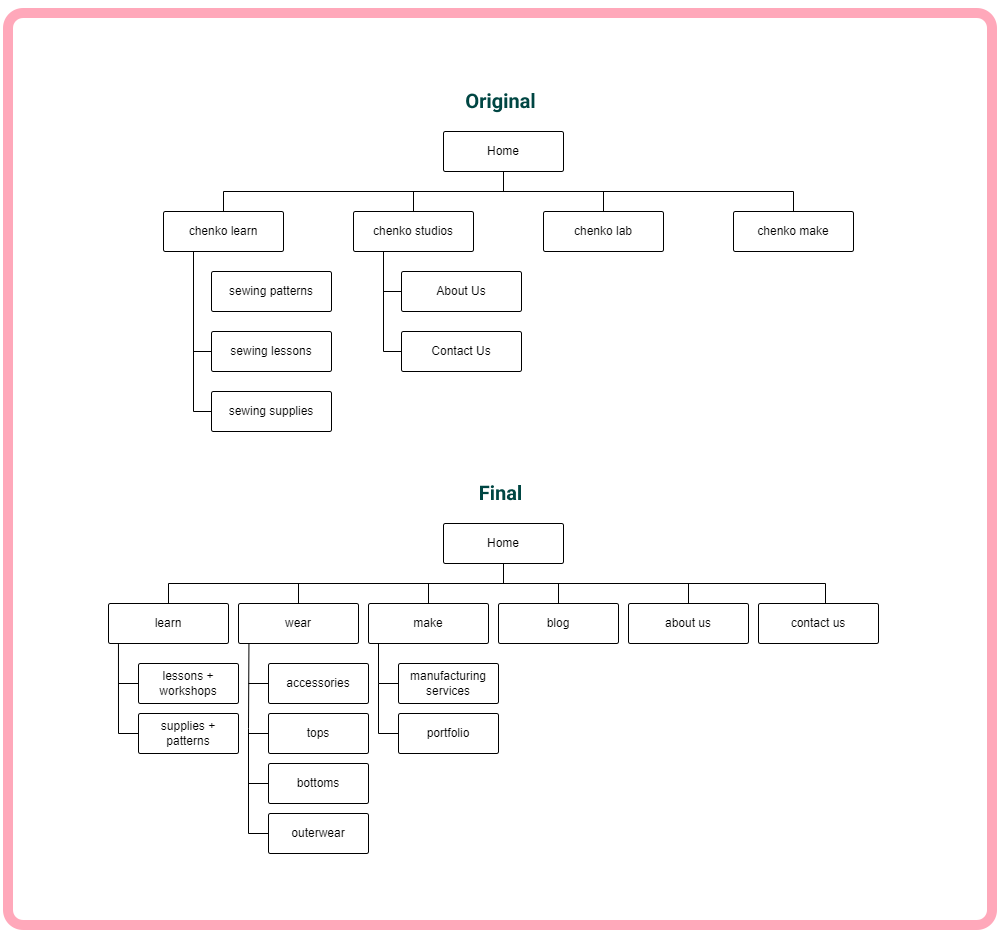 Original
Home
chenko learn
chenko studios
chenko lab
chenko make
sewing patterns
About Us
sewing lessons
Contact Us
sewing supplies
Final
Home
learn
wear
make
blog
about us
contact us
lessons +
workshops
accessories
manufacturing
services
supplies +
patterns
tops
portfolio
bottoms
outerwear